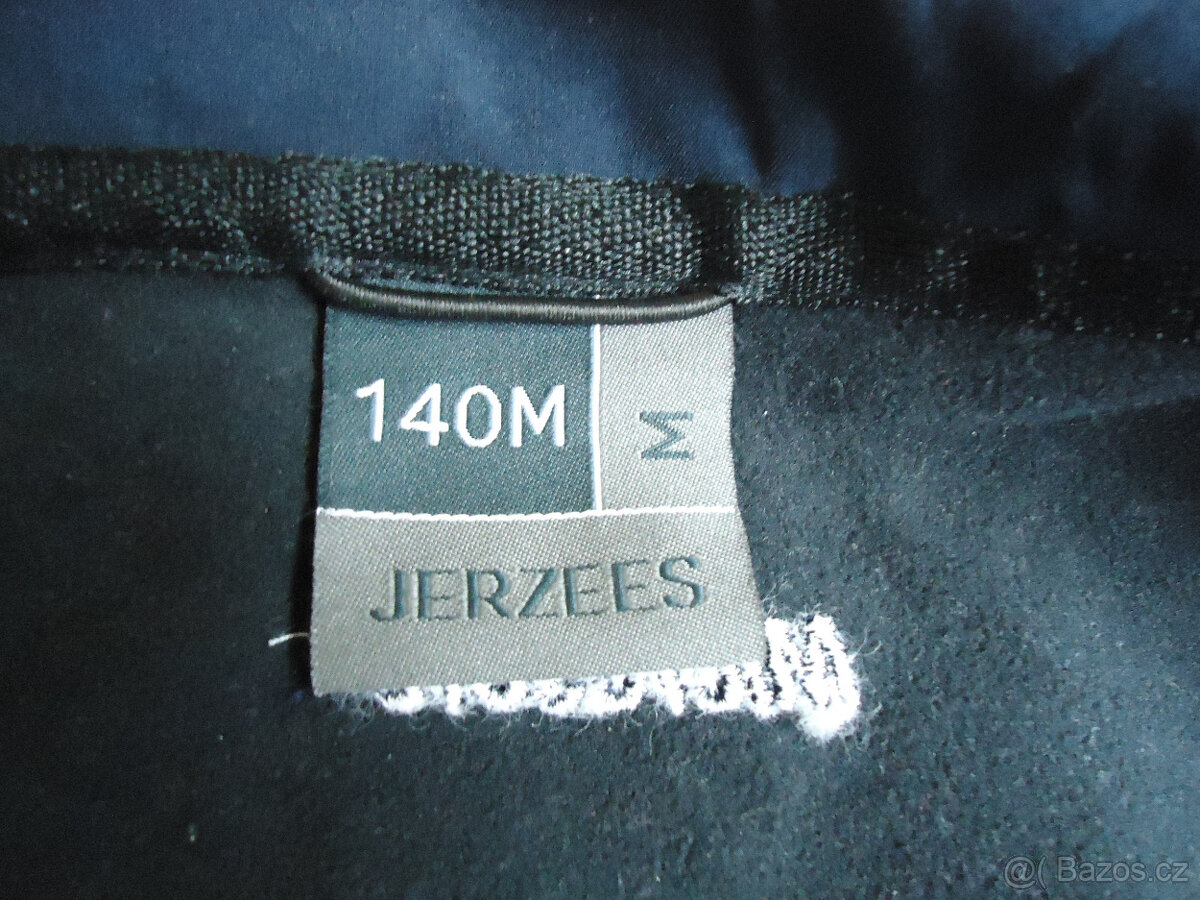 140M
M
JERZEES
@( Bazos.cz